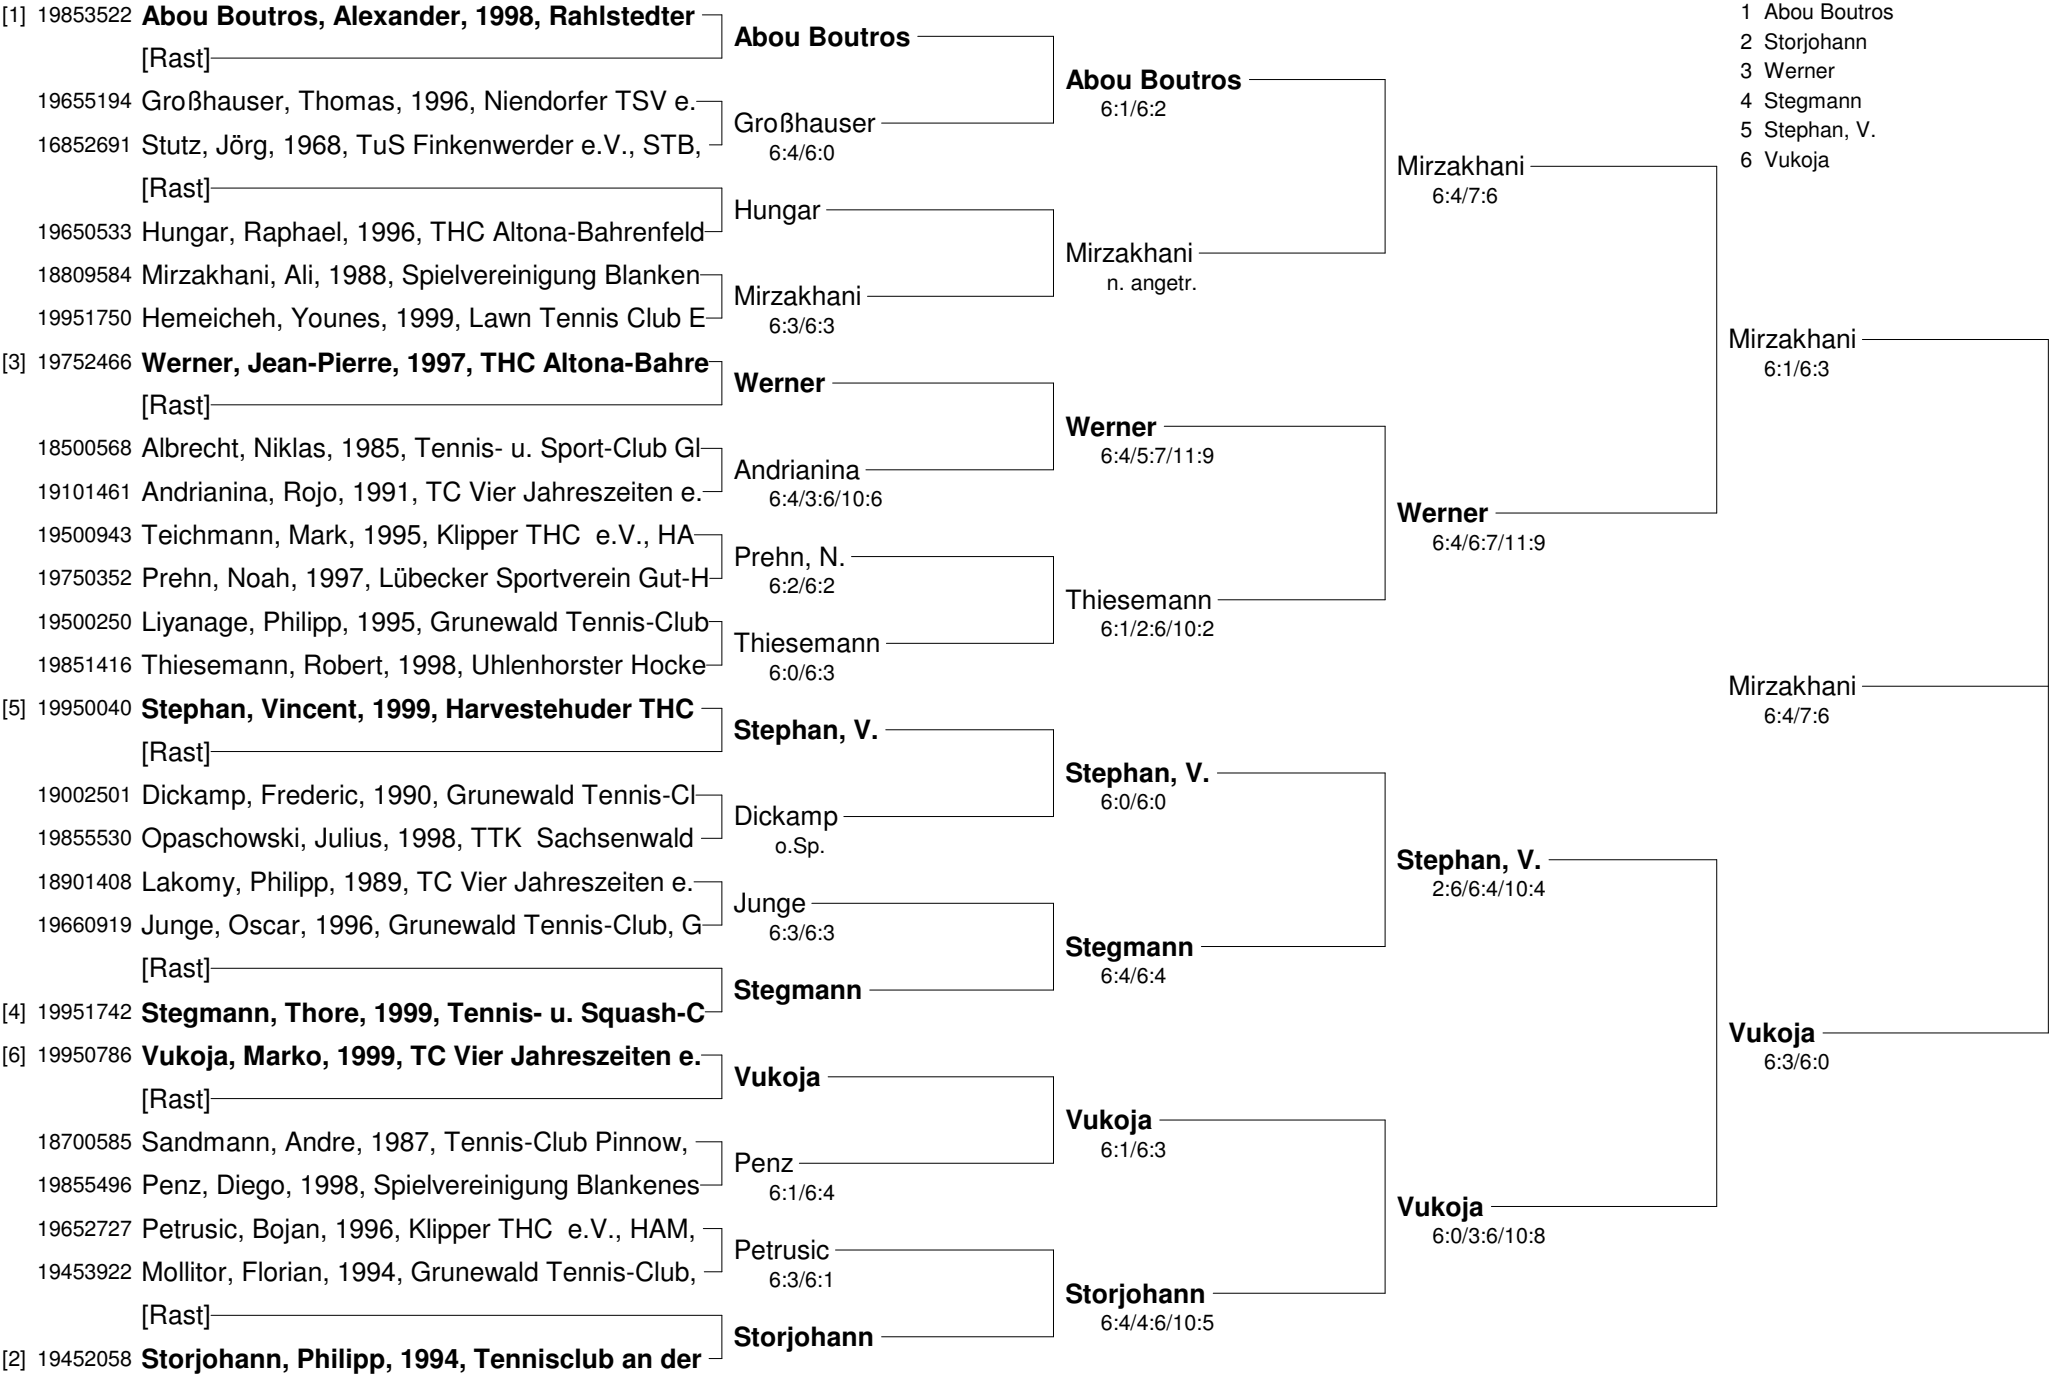 [1] 19853522 Abou Boutros, Alexander, 1998, Rahlstedter
[Rast]
19655194 Großhauser, Thomas, 1996, Niendorfer TSV e.
16852691 Stutz, Jörg, 1968, TuS Finkenwerder e.V., STB,
[Rast]
19650533 Hungar, Raphael, 1996, THC Altona-Bahrenfeld
18809584 Mirzakhani, Ali, 1988, Spielvereinigung Blanken
19951750 Hemeicheh, Younes, 1999, Lawn Tennis Club E
[3] 19752466 Werner, Jean-Pierre, 1997, THC Altona-Bahre
[Rast]
18500568 Albrecht, Niklas, 1985, Tennis- u. Sport-Club Gl
19101461 Andrianina, Rojo, 1991, TC Vier Jahreszeiten e.
19500943 Teichmann, Mark, 1995, Klipper THC e.V., HA
19750352 Prehn, Noah, 1997, Lübecker Sportverein Gut-H
19500250 Liyanage, Philipp, 1995, Grunewald Tennis-Club
19851416 Thiesemann, Robert, 1998, Uhlenhorster Hocke
[5] 19950040 Stephan, Vincent, 1999, Harvestehuder THC
[Rast]
19002501 Dickamp, Frederic, 1990, Grunewald Tennis-Cl
19855530 Opaschowski, Julius, 1998, TTK Sachsenwald
18901408 Lakomy, Philipp, 1989, TC Vier Jahreszeiten e.
19660919 Junge, Oscar, 1996, Grunewald Tennis-Club, G
[Rast]
[4] 19951742 Stegmann, Thore, 1999, Tennis- u. Squash-C
[6] 19950786 Vukoja, Marko, 1999, TC Vier Jahreszeiten e.
[Rast]
18700585 Sandmann, Andre, 1987, Tennis-Club Pinnow,
19855496 Penz, Diego, 1998, Spielvereinigung Blankenes
19652727 Petrusic, Bojan, 1996, Klipper THC e.V., HAM,
19453922 Mollitor, Florian, 1994, Grunewald Tennis-Club,
[Rast]
[2] 19452058 Storjohann, Philipp, 1994, Tennisclub an der
Abou Boutros
Großhauser
6:4/6:0
Hungar
Mirzakhani
6:3/6:3
Werner
Andrianina
6:4/3:6/10:6
Prehn, N.
6:2/6:2
Thiesemann
6:0/6:3
Stephan, V.
Dickamp
o.Sp.
Junge
6:3/6:3
Stegmann
Vukoja
Penz
6:1/6:4
Petrusic
6:3/6:1
Storjohann
Abou Boutros
6:1/6:2
Mirzakhani
n. angetr.
Werner
6:4/5:7/11:9
Thiesemann
6:1/2:6/10:2
Stephan, V.
6:0/6:0
Stegmann
6:4/6:4
Vukoja
6:1/6:3
Storjohann
6:4/4:6/10:5
Mirzakhani
6:4/7:6
Werner
6:4/6:7/11:9
Stephan, V.
2:6/6:4/10:4
Vukoja
6:0/3:6/10:8
1 Abou Boutros
2 Storjohann
3 Werner
4 Stegmann
5 Stephan, V.
6 Vukoja
Mirzakhani
6:1/6:3
Mirzakhani
6:4/7:6
Vukoja
6:3/6:0